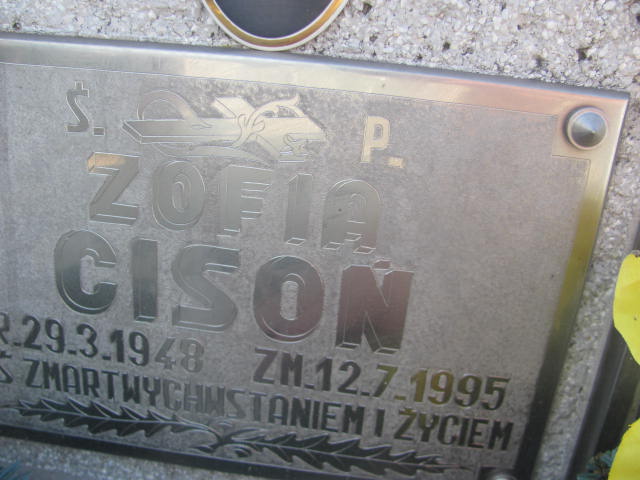 Ś. P.
ZOFIA
CISOŃ
R.29.3.1948 ZM.12.7.1995
Ś ZMARTWYCHWSTANIEM I ŻYCIEM